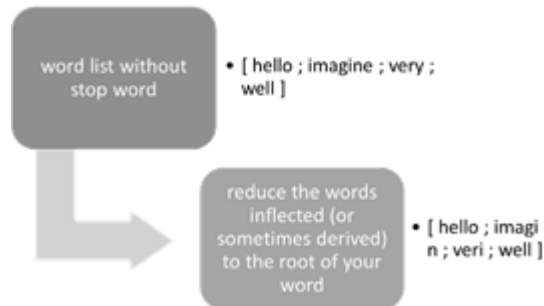 word list without
stop word
• [ hello ; imagine ; very ;
well ]
reduce the words
inflected (or
sometimes derived)
to the root of your
word
• [ hello ; imagi
n ; veri ; well ]